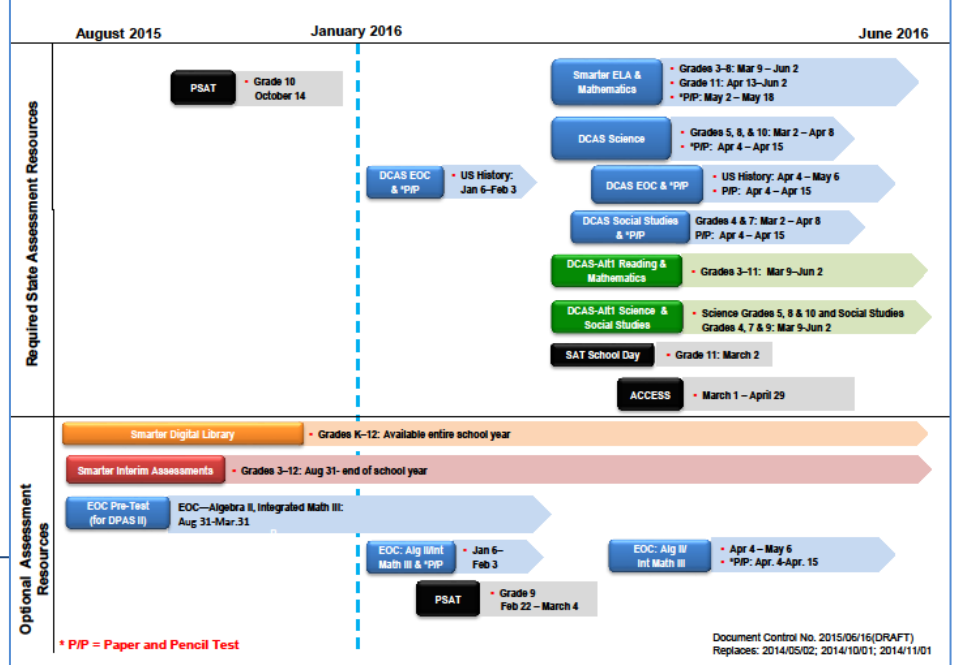 August 2015
January 2016
June 2016
Required State Assessment Resources
PSAT
• Grade 10
October 14
Smarter ELA &
Mathematics
• Grades 3–8: Mar 9 – Jun 2
• Grade 11: Apr 13–Jun 2
• *P/P: May 2 – May 18
DCAS Science
• Grades 5, 8, & 10: Mar 2 – Apr 8
• *P/P: Apr 4 – Apr 15
DCAS EOC
& *P/P
• US History:
Jan 6–Feb 3
DCAS EOC & *P/P
• US History: Apr 4 – May 6
• P/P: Apr 4 – Apr 15
DCAS Social Studies
& *P/P
Grades 4 & 7: Mar 2 – Apr 8
P/P: Apr 4 – Apr 15
DCAS-Alt1 Reading &
Mathematics
• Grades 3–11: Mar 9–Jun 2
DCAS-Alt1 Science &
Social Studies
• Science Grades 5, 8 & 10 and Social Studies
Grades 4, 7 & 9: Mar 9-Jun 2
SAT School Day
• Grade 11: March 2
ACCESS
• March 1 – April 29
Optional Assessment
Resources
Smarter Digital Library
• Grades K–12: Available entire school year
Smarter Interim Assessments
• Grades 3–12: Aug 31- end of school year
EOC Pre-Test
(for DPAS II)
EOC—Algebra II, Integrated Math III:
Aug 31-Mar.31
EOC: Alg II/Int
Math III & *P/P
• Jan 6–
Feb 3
EOC: Alg II/
Int Math III
• Apr 4 – May 6
• *P/P: Apr. 4-Apr. 15
PSAT
• Grade 9
Feb 22 – March 4
* P/P = Paper and Pencil Test
Document Control No. 2015/06/16(DRAFT)
Replaces: 2014/05/02; 2014/10/01; 2014/11/01